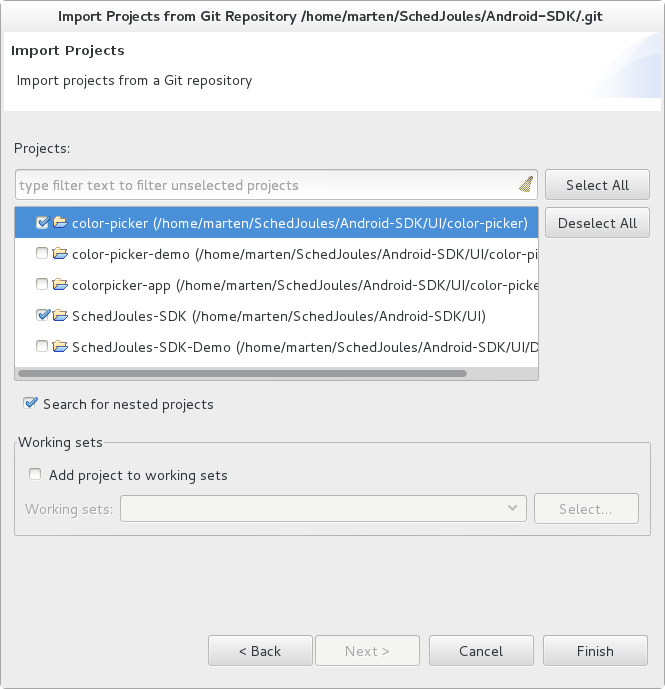 Import Projects from Git Repository /home/marten/SchedJoules/Android-SDK/.git
Import Projects
Import projects from a Git repository
Projects:
type filter text to filter unselected projects
Select All
color-picker (/home/marten/SchedJoules/Android-SDK/UI/color-picker)
Deselect All
color-picker-demo (/home/marten/SchedJoules/Android-SDK/UI/color-pi
colorpicker-app (/home/marten/SchedJoules/Android-SDK/UI/color-picke
SchedJoules-SDK (/home/marten/SchedJoules/Android-SDK/UI)
SchedJoules-SDK-Demo (/home/marten/SchedJoules/Android-SDK/UI/D
Search for nested projects
Working sets
Add project to working sets
Working sets:
Select...
< Back
Next >
Cancel
Finish